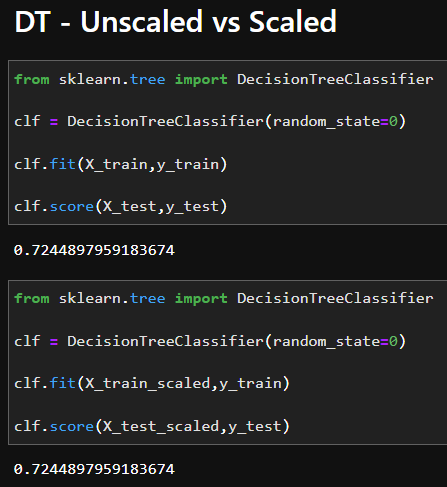 DT - Unscaled vs Scaled
from sklearn.tree import DecisionTreeClassifier
clf = DecisionTreeClassifier(random_state=0)
clf.fit(X_train,y_train)
clf.score(X_test,y_test)
0.7244897959183674
from sklearn.tree import DecisionTreeClassifier
clf = DecisionTreeClassifier(random_state=0)
clf.fit(X_train_scaled,y_train)
clf.score(X_test_scaled,y_test)
0.7244897959183674